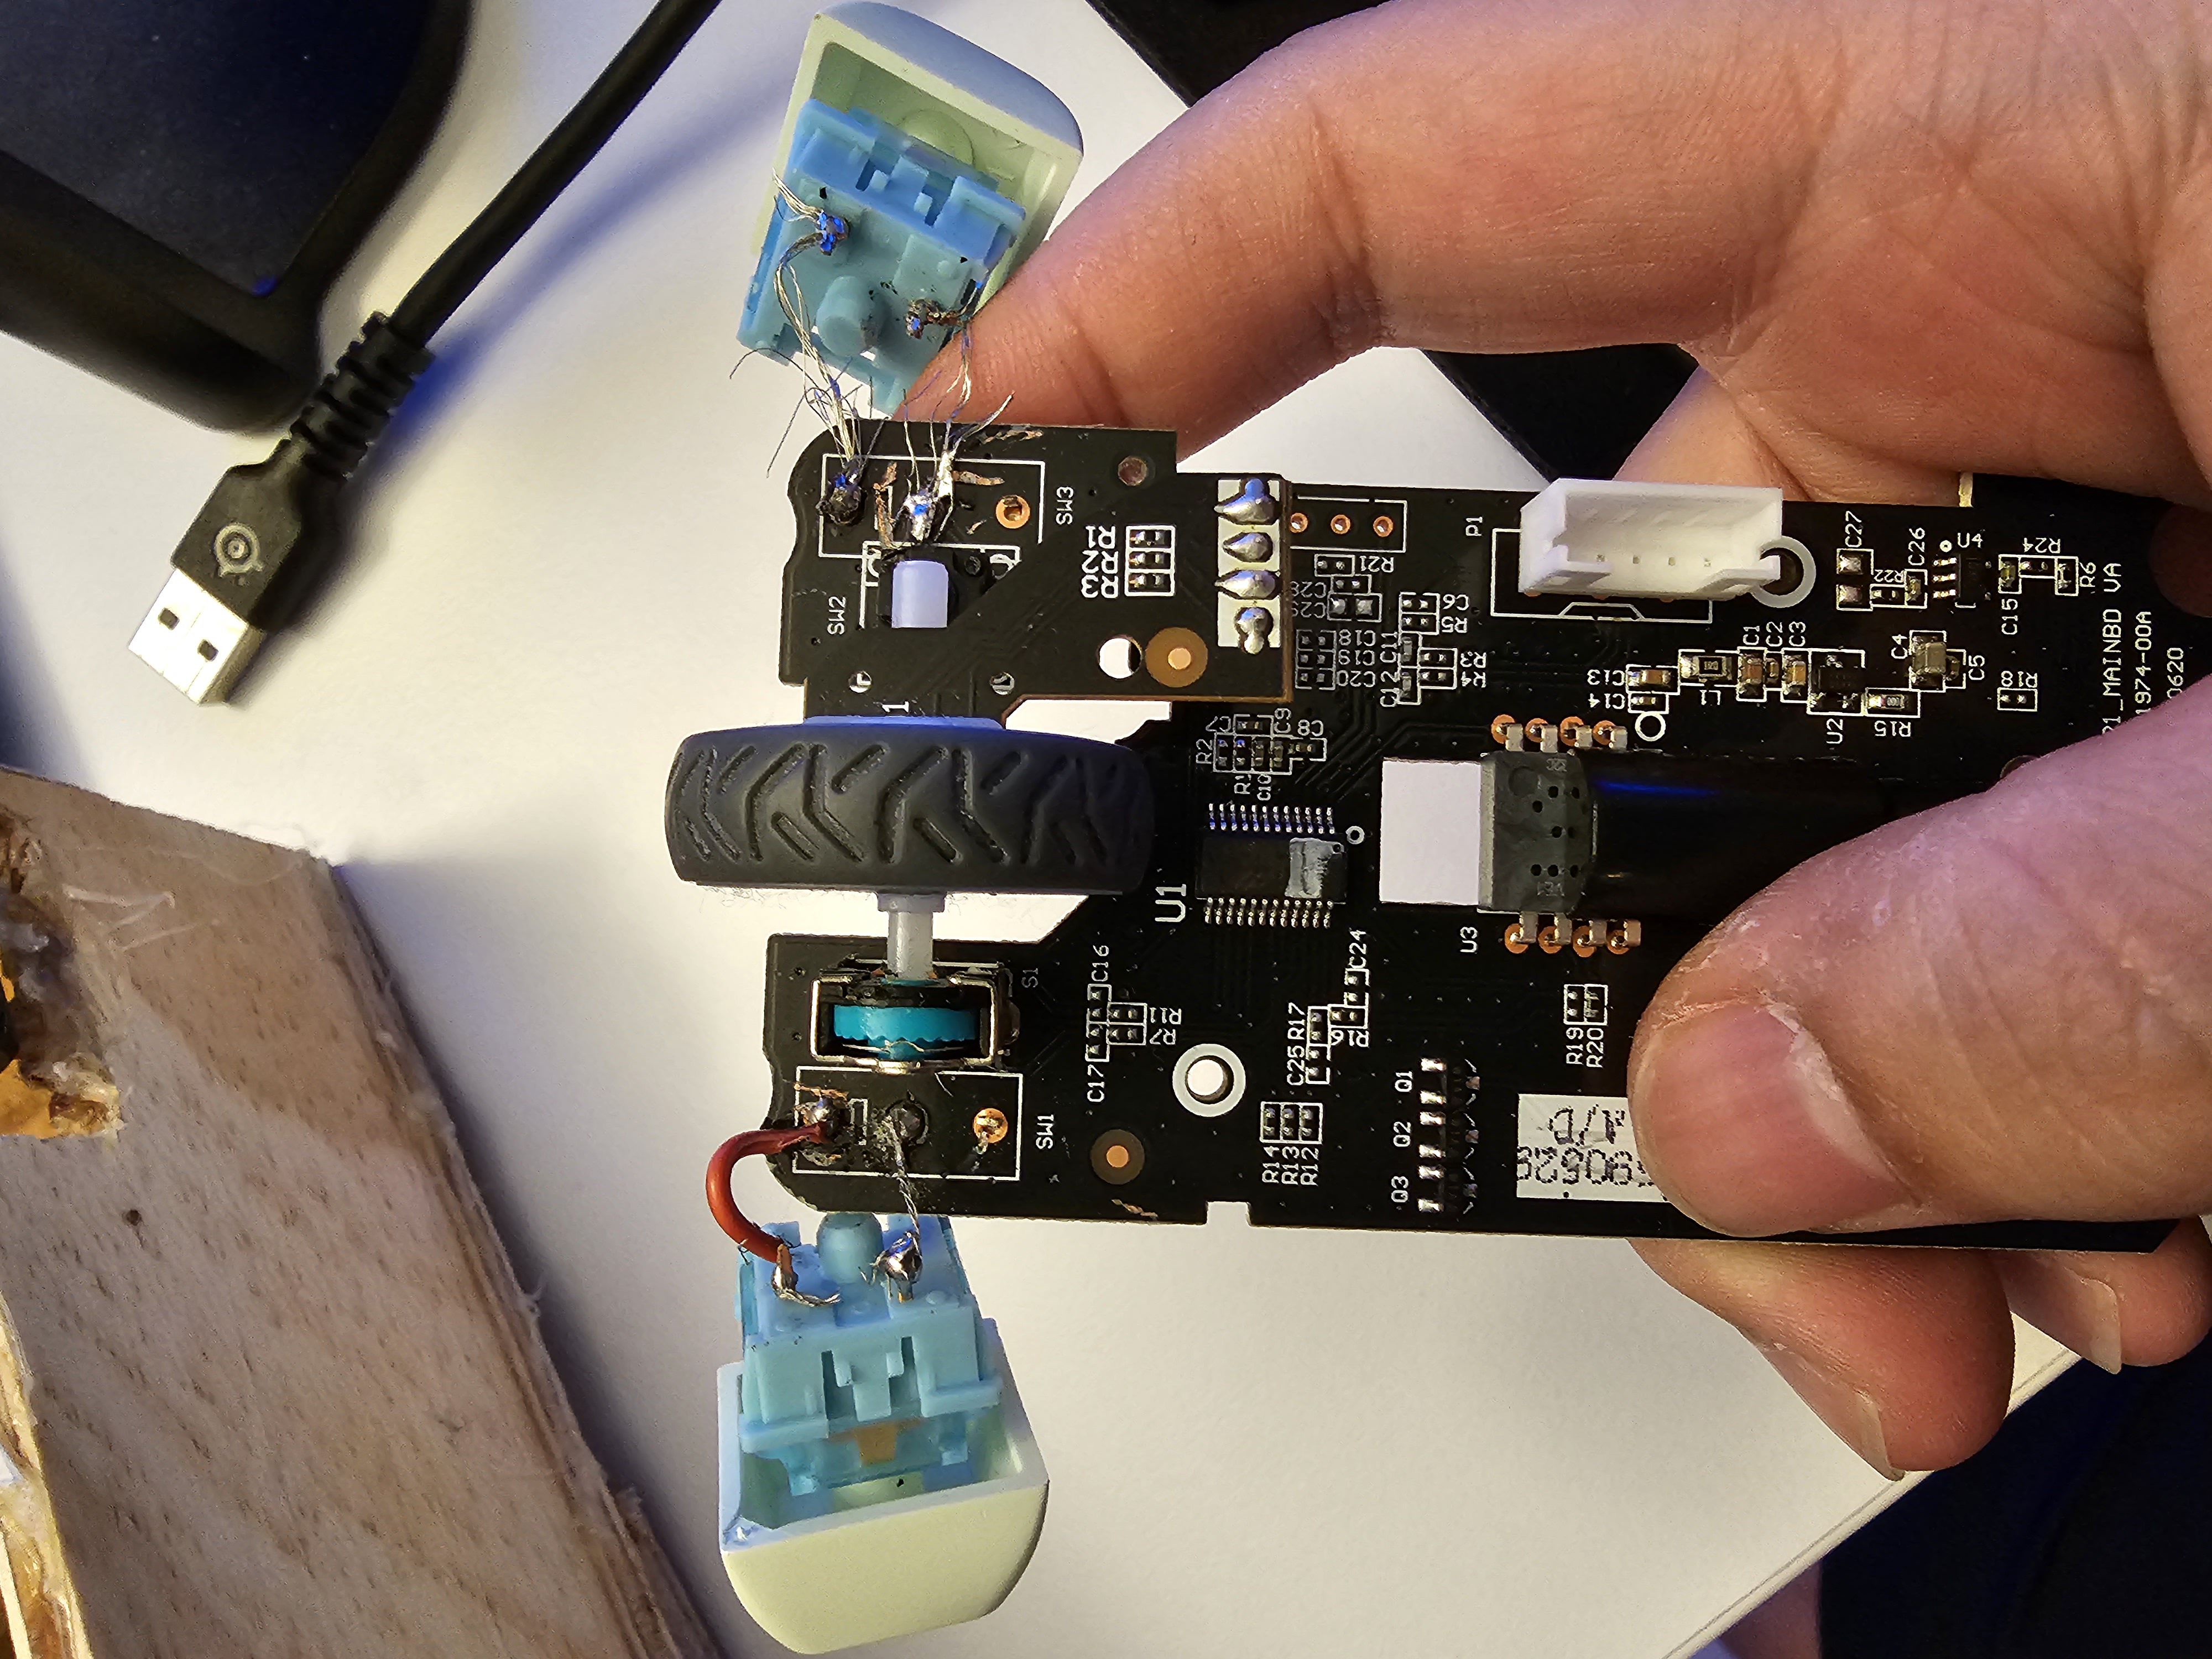 SW2
1
SW1
S1
SW3
C17
C16
R3
R2
R1
R7
R11
U1
R2
C7
R1
C10
C9
C8
R14
R13
R12
C25
R17
R16
C24
C20
C19
C18
C28
R21
C12
C11
R4
R3
R5
C6
Q3
Q2
Q1
U3
P1
R19
R20
C14
C13
L1
C1
C2
C3
U2
C27
R15
R22
C4
C26
U4
C5
R18
C15
R24
R6
1_MAINBD VA
1974-00A
0620